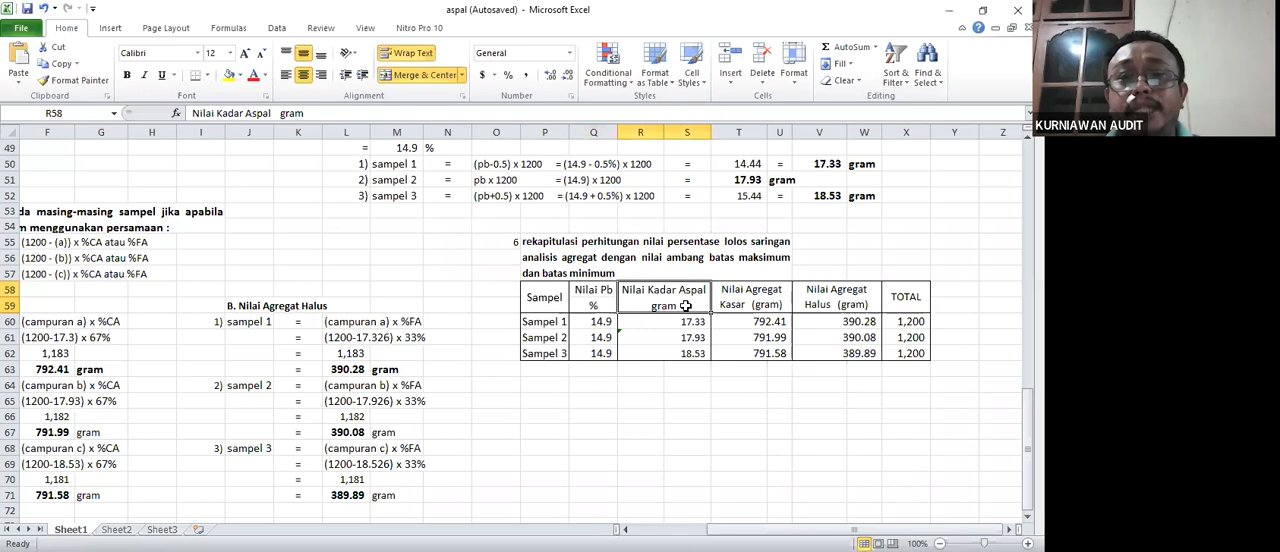 aspal (Autosaved) - Microsoft Excel
File Home Insert Page Layout Formulas Data Review View Nitro Pro 10
Paste Cut Copy Format Painter Clipboard
Calibri 12 B I U Font
Wrap Text Merge & Center Alignment
General $ % , Number
Conditional Formatting Format as Table Cell Styles Styles
Insert Delete Format Cells
AutoSum Fill Clear Sort & Filter Find & Select Editing
KURNIAWAN AUDIT
R58 fx Nilai Kadar Aspal gram
F G H I J K L M N O P Q R S T U V W X Y Z
49 = 14.9 %
50 1) sampel 1 = (pb-0.5) x 1200 = (14.9 - 0.5%) x 1200 = 14.44 = 17.33 gram
51 2) sampel 2 = pb x 1200 = (14.9) x 1200 = 17.93 gram
52 3) sampel 3 = (pb+0.5) x 1200 = (14.9 + 0.5%) x 1200 = 15.44 = 18.53 gram
53 da masing-masing sampel jika apabila
54 m menggunakan persamaan :
55 (1200 - (a)) x %CA atau %FA 6 rekapitulasi perhitungan nilai persentase lolos saringan
56 (1200 - (b)) x %CA atau %FA analisis agregat dengan nilai ambang batas maksimum
57 (1200 - (c)) x %CA atau %FA dan batas minimum
58 Sampel Nilai Pb % Nilai Kadar Aspal gram Nilai Agregat Kasar (gram) Nilai Agregat Halus (gram) TOTAL
59 B. Nilai Agregat Halus
60 (campuran a) x %CA 1) sampel 1 = (campuran a) x %FA Sampel 1 14.9 17.33 792.41 390.28 1,200
61 (1200-17.3) x 67% = (1200-17.326) x 33% Sampel 2 14.9 17.93 791.99 390.08 1,200
62 1,183 = 1,183 Sampel 3 14.9 18.53 791.58 389.89 1,200
63 792.41 gram = 390.28 gram
64 (campuran b) x %CA 2) sampel 2 = (campuran b) x %FA
65 (1200-17.93) x 67% = (1200-17.926) x 33%
66 1,182 = 1,182
67 791.99 gram = 390.08 gram
68 (campuran c) x %CA 3) sampel 3 = (campuran c) x %FA
69 (1200-18.53) x 67% = (1200-18.526) x 33%
70 1,181 = 1,181
71 791.58 gram = 389.89 gram
72
Sheet1 Sheet2 Sheet3
Ready 100%